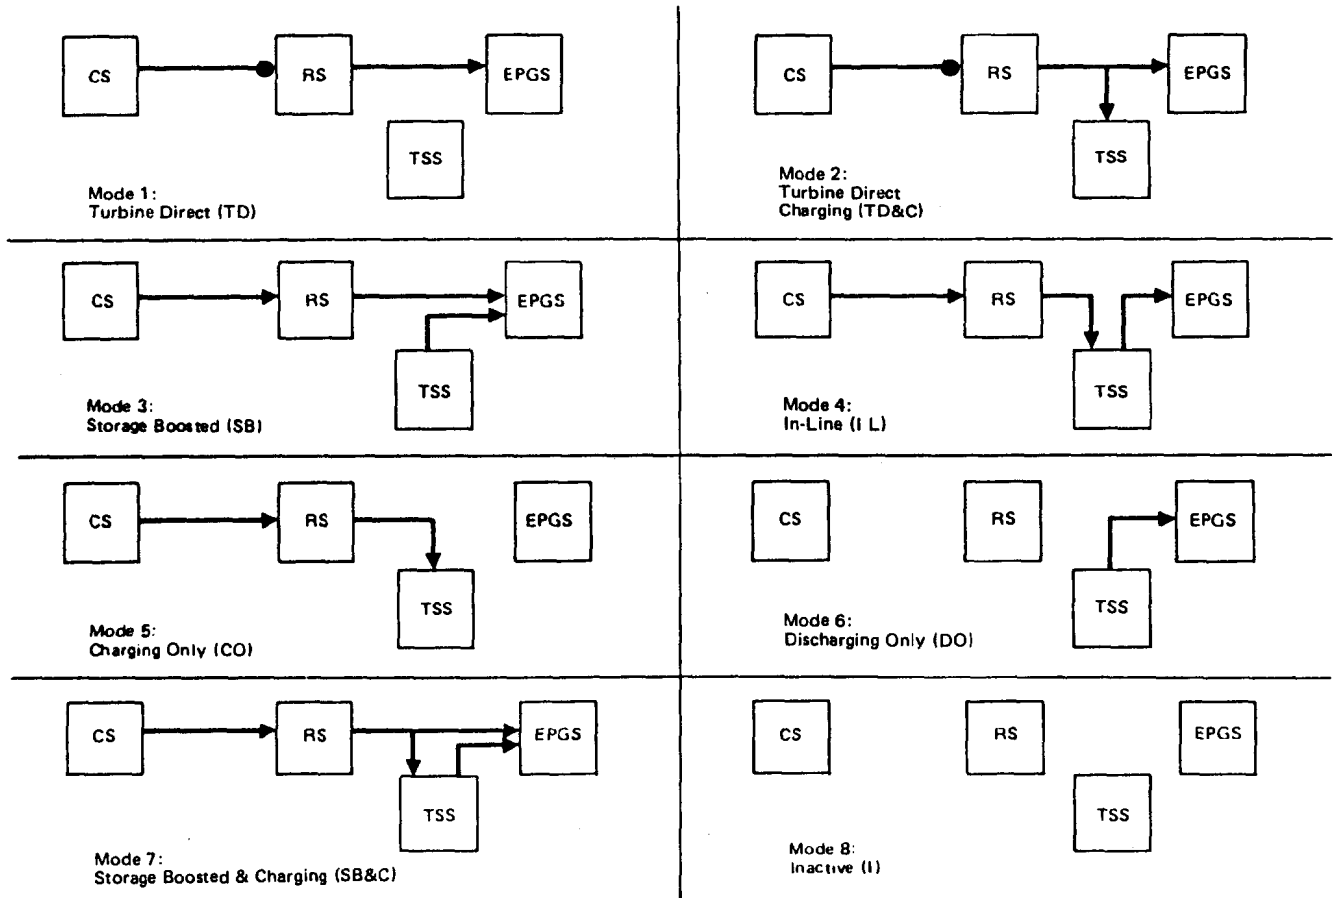 CS
RS
EPGS
TSS
Mode 1:
Turbine Direct (TD)
CS
RS
EPGS
TSS
Mode 2:
Turbine Direct
Charging (TD&C)
CS
RS
EPGS
TSS
Mode 3:
Storage Boosted (SB)
CS
RS
EPGS
TSS
Mode 4:
In-Line (I L)
CS
RS
EPGS
TSS
Mode 5:
Charging Only (CO)
CS
RS
EPGS
TSS
Mode 6:
Discharging Only (DO)
CS
RS
EPGS
TSS
Mode 7:
Storage Boosted & Charging (SB&C)
CS
RS
EPGS
TSS
Mode 8:
Inactive (I)